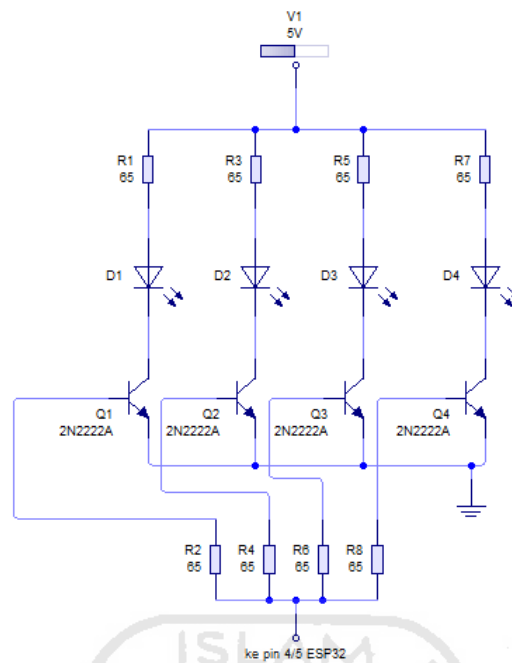 V1
5V
R1
65
R3
65
R5
65
R7
65
D1
D2
D3
D4
Q1
2N2222A
Q2
2N2222A
Q3
2N2222A
Q4
2N2222A
R2
65
R4
65
R6
65
R8
65
ISLAM
ke pin 4/5 ESP32